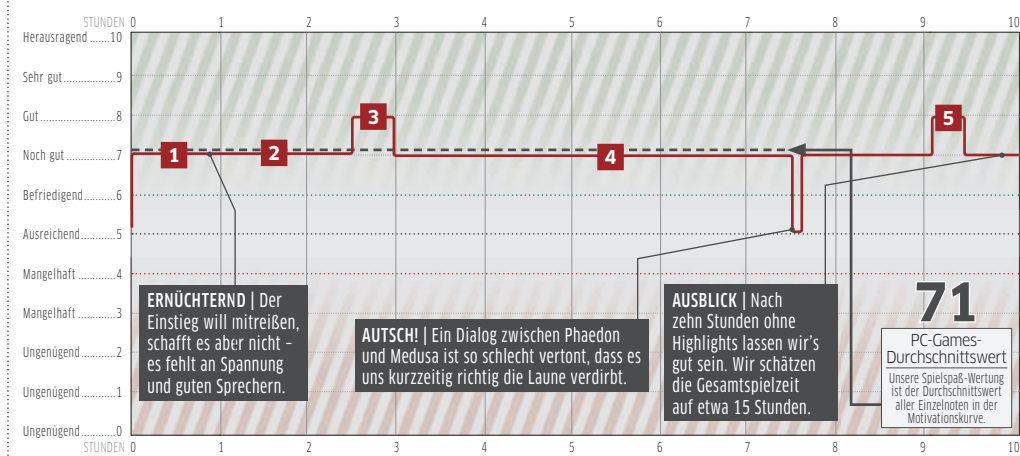 STUNDEN 0 1 2 3 4 5 6 7 8 9 10
Herausragend ......10
Sehr gut..............9
Gut....................8
Noch gut.............7
Befriedigend........6
Ausreichend.........5
Mangelhaft ..........4
Mangelhaft ..........3
Ungenügend.........2
Ungenügend.........1
Ungenügend.........0
1
2
3
4
5
ERNÜCHTERND | Der
Einstieg will mitreißen,
schafft es aber nicht –
es fehlt an Spannung
und guten Sprechern.
AUTSCH! | Ein Dialog zwischen Phaedon
und Medusa ist so schlecht vertont, dass es
uns kurzzeitig richtig die Laune verdirbt.
AUSBLICK | Nach
zehn Stunden ohne
Highlights lassen wir's
gut sein. Wir schätzen
die Gesamtspielzeit
auf etwa 15 Stunden.
71
PC-Games-
Durchschnittswert
Unsere Spielspaß-Wertung
ist der Durchschnittswert
aller Einzelnoten in der
Motivationskurve.
STUNDEN 0 1 2 3 4 5 6 7 8 9 10